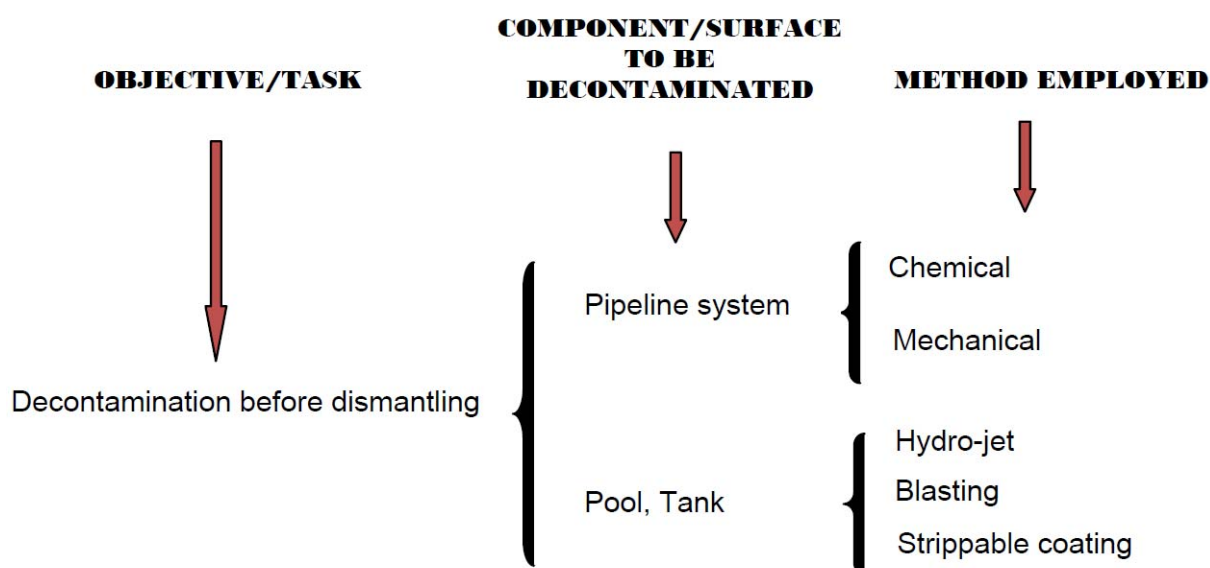 OBJECTIVE/TASK
COMPONENT/SURFACE
TO BE
DECONTAMINATED
METHOD EMPLOYED
Decontamination before dismantling
Pipeline system
Chemical
Mechanical
Pool, Tank
Hydro-jet
Blasting
Strippable coating